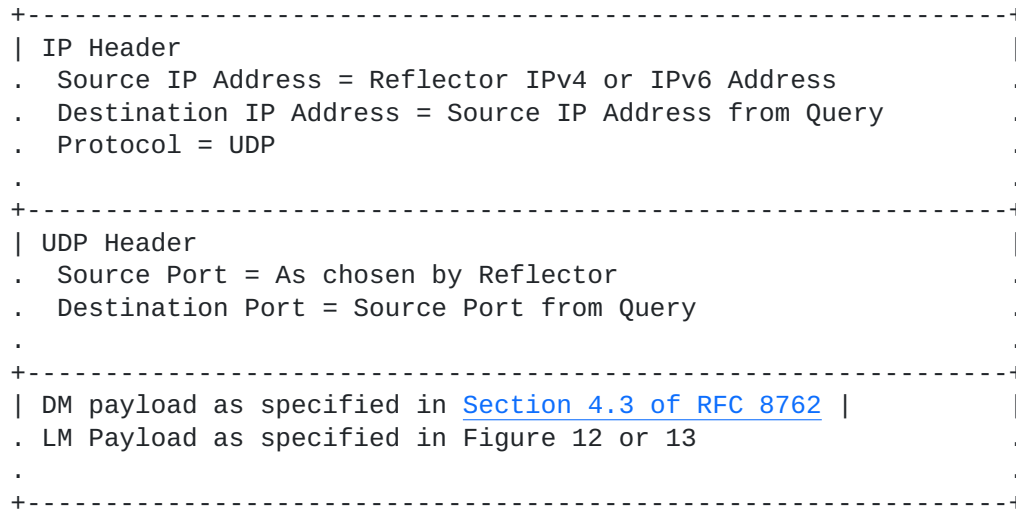 +---------------------------------------------------------------+
| IP Header                                                     |
.  Source IP Address = Reflector IPv4 or IPv6 Address           .
.  Destination IP Address = Source IP Address from Query        .
.  Protocol = UDP                                               .
.                                                               .
+---------------------------------------------------------------+
| UDP Header                                                    |
.  Source Port = As chosen by Reflector                         .
.  Destination Port = Source Port from Query                    .
.                                                               .
+---------------------------------------------------------------+
| DM payload as specified in Section 4.3 of RFC 8762 |          |
. LM Payload as specified in Figure 12 or 13                    .
.                                                               .
+---------------------------------------------------------------+